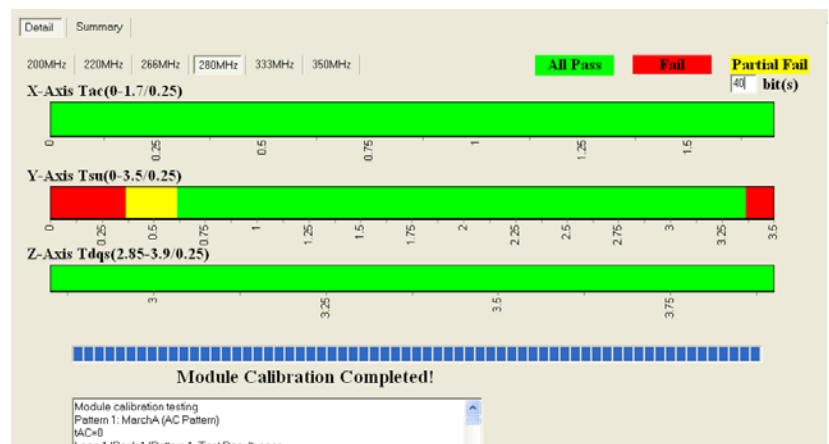 Detail Summary
200MHz 220MHz 266MHz 280MHz 333MHz 350MHz All Pass Fail Partial Fail
40 bit(s)
X-Axis Tac(0-1.7/0.25)
0 0.25 0.5 0.75 1 1.25 1.5
Y-Axis Tsu(0-3.5/0.25)
0 0.25 0.5 0.75 1 1.25 1.5 1.75 2 2.25 2.5 2.75 3 3.25 3.5
Z-Axis Tdqs(2.85-3.9/0.25)
3 3.25 3.5 3.75
Module Calibration Completed!
Module calibration testing
Pattern 1: MarchA (AC Pattern)
tAC=0